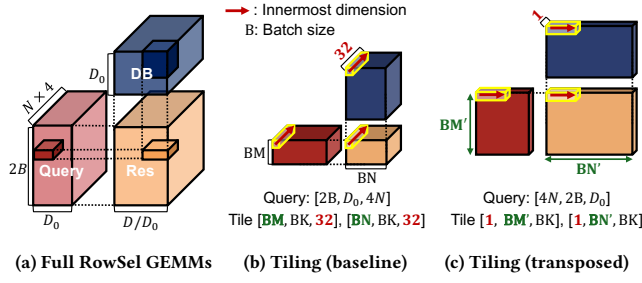 : Innermost dimension
B: Batch size
N × 4
D₀
DB
2B
Query
Res
D₀
D/D₀
32
BM
BN
1
BM′
BN′
Query: [2B, D₀, 4N]
Tile [BM, BK, 32], [BN, BK, 32]
Query: [4N, 2B, D₀]
Tile [1, BM′, BK], [1, BN′, BK]
(a) Full RowSel GEMMs
(b) Tiling (baseline)
(c) Tiling (transposed)